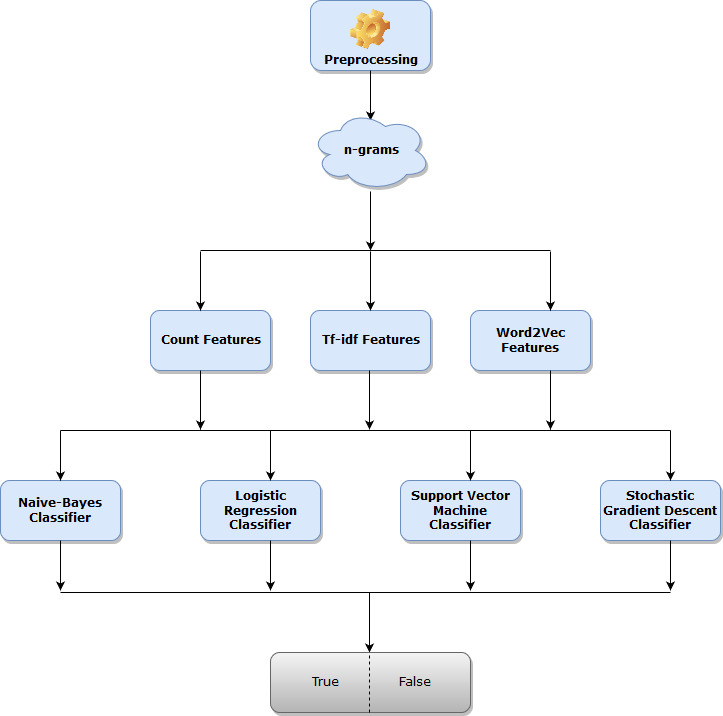 Preprocessing
n-grams
Count Features
Tf-idf Features
Word2Vec
Features
Naive-Bayes
Classifier
Logistic
Regression
Classifier
Support Vector
Machine
Classifier
Stochastic
Gradient Descent
Classifier
True
False